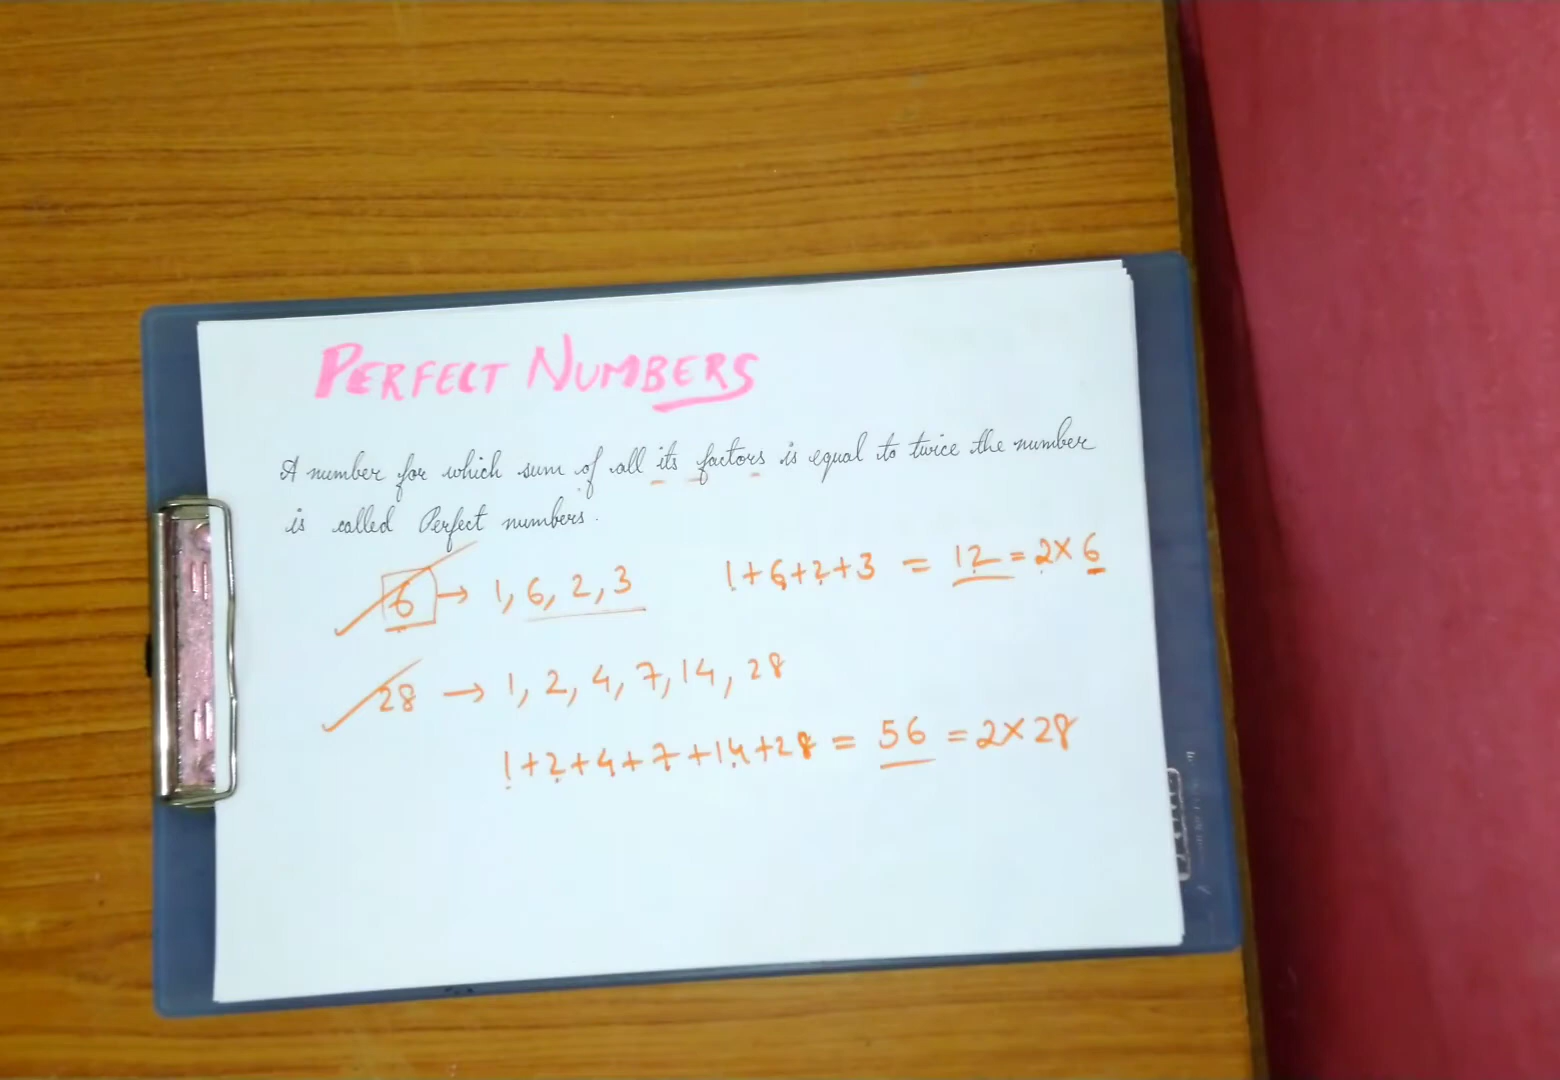 PERFECT NUMBERS
A number for which sum of all its factors is equal to twice the number
is called Perfect numbers.
6 → 1, 6, 2, 3 1+6+2+3 = 12 = 2×6
28 → 1, 2, 4, 7, 14, 28
1+2+4+7+14+28 = 56 = 2×28